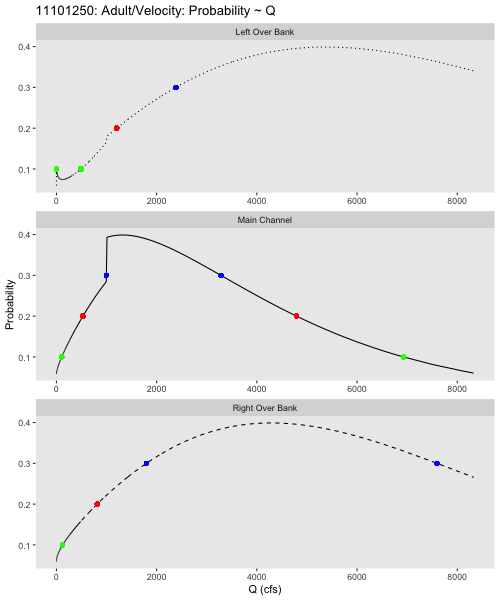 11101250: Adult/Velocity: Probability ~ Q
Left Over Bank
0.4
0.3
0.2
0.1
0 2000 4000 6000 8000
Main Channel
0.4
0.3
0.2
0.1
0 2000 4000 6000 8000
Probability
Right Over Bank
0.4
0.3
0.2
0.1
0 2000 4000 6000 8000
Q (cfs)